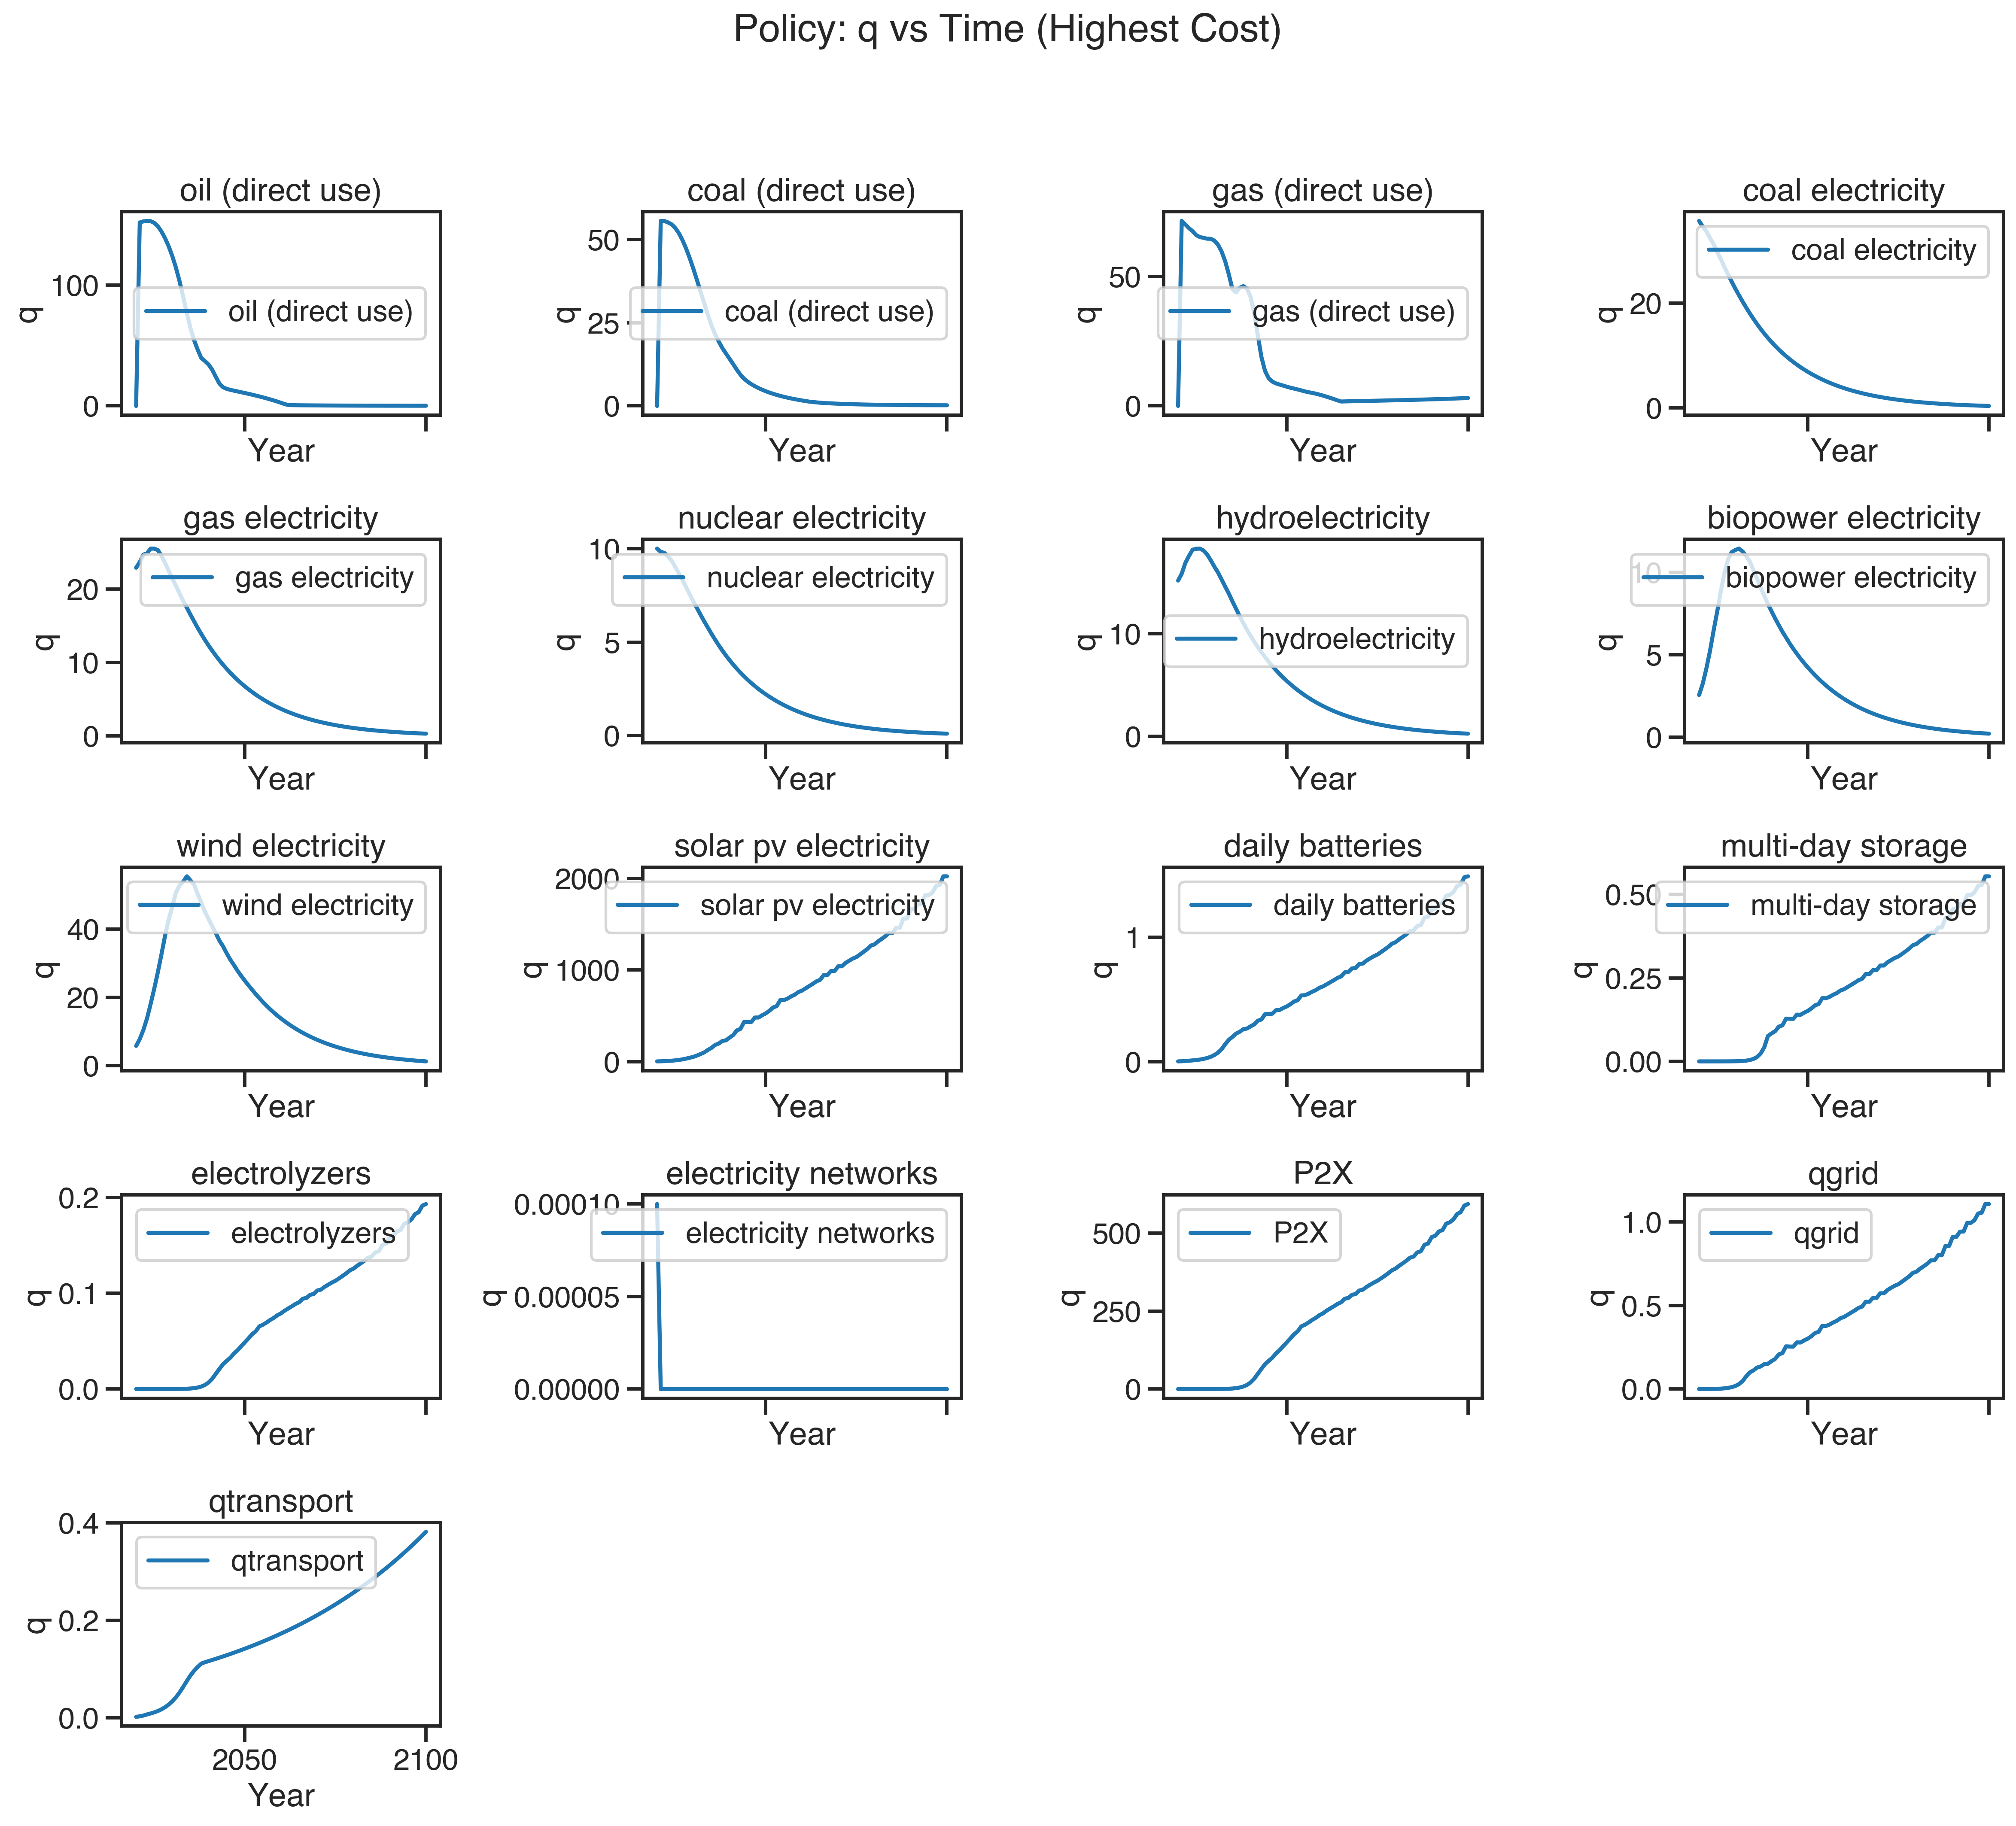 Policy: q vs Time (Highest Cost)
oil (direct use)
coal (direct use)
gas (direct use)
coal electricity
100
0
q
oil (direct use)
Year
50
25
0
q
coal (direct use)
Year
50
0
q
gas (direct use)
Year
20
0
q
coal electricity
Year
gas electricity
nuclear electricity
hydroelectricity
biopower electricity
20
10
0
q
gas electricity
Year
10
5
0
q
nuclear electricity
Year
10
0
q
hydroelectricity
Year
10
5
0
q
biopower electricity
Year
wind electricity
solar pv electricity
daily batteries
multi-day storage
40
20
0
q
wind electricity
Year
2000
1000
0
q
solar pv electricity
Year
1
0
q
daily batteries
Year
0.50
0.25
0.00
q
multi-day storage
Year
electrolyzers
electricity networks
P2X
qgrid
0.2
0.1
0.0
q
electrolyzers
Year
0.00010
0.00005
0.00000
q
electricity networks
Year
500
250
0
q
P2X
Year
1.0
0.5
0.0
q
qgrid
Year
qtransport
0.4
0.2
0.0
q
qtransport
2050
2100
Year